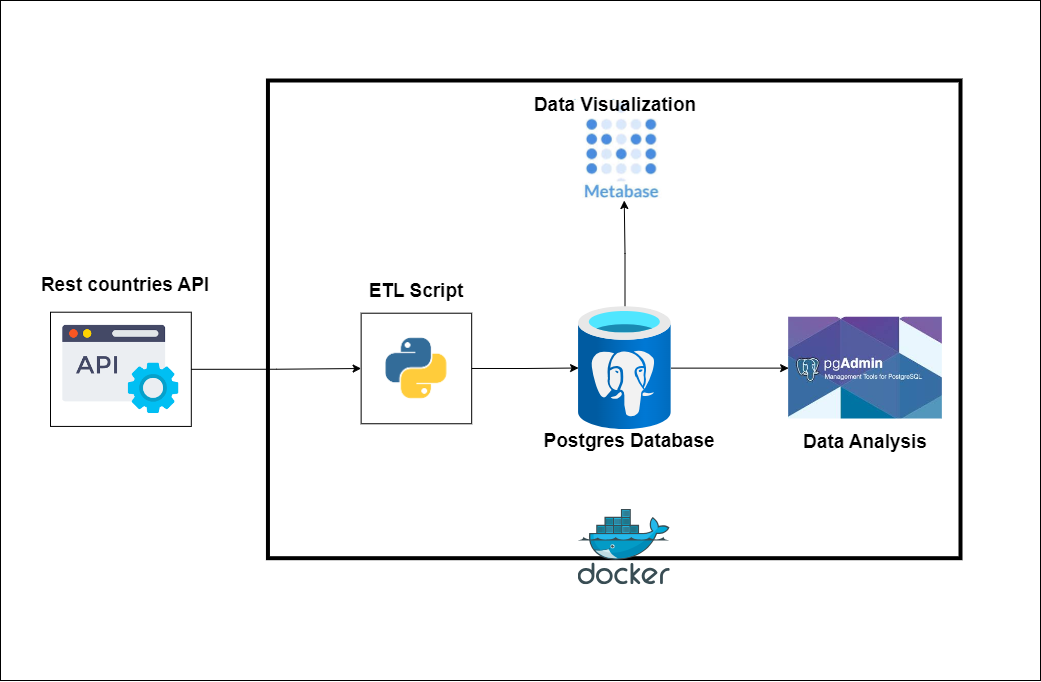 Data Visualization
Metabase
Rest countries API
ETL Script
API
pgAdmin
Management Tools for PostgreSQL
Postgres Database
Data Analysis
docker